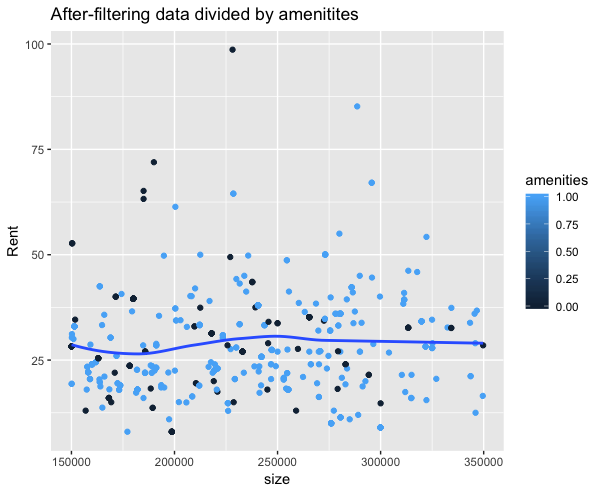 After-filtering data divided by amenitites
100
75
50
25
Rent
150000 200000 250000 300000 350000
size
amenities
1.00
0.75
0.50
0.25
0.00